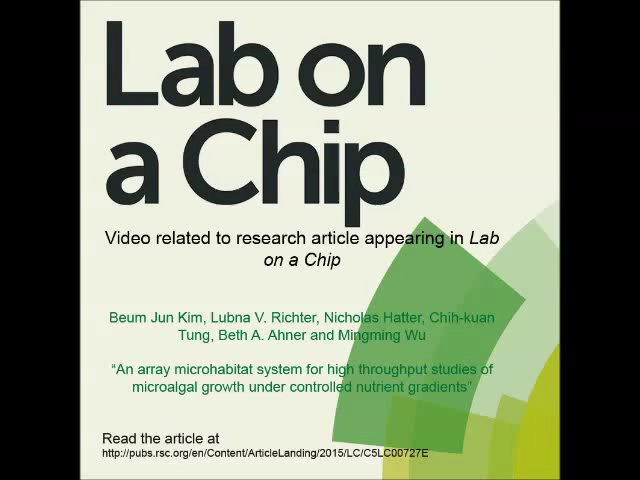 Lab on
a Chip
Video related to research article appearing in Lab
on a Chip
Beum Jun Kim, Lubna V. Richter, Nicholas Hatter, Chih-kuan
Tung, Beth A. Ahner and Mingming Wu
“An array microhabitat system for high throughput studies of
microalgal growth under controlled nutrient gradients”
Read the article at
http://pubs.rsc.org/en/Content/ArticleLanding/2015/LC/C5LC00727E